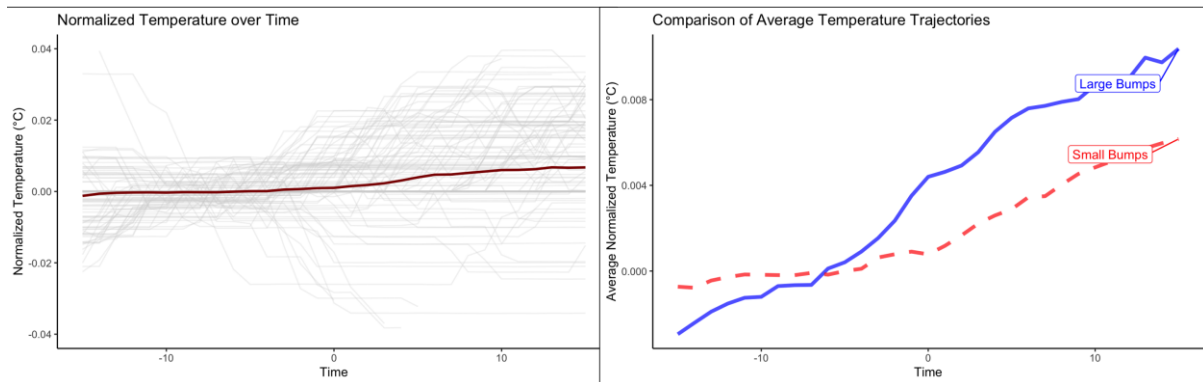 Normalized Temperature over Time
Normalized Temperature (°C)
0.04
0.02
0.00
-0.02
-0.04
-10
0
10
Time
Comparison of Average Temperature Trajectories
Average Normalized Temperature (°C)
0.008
0.004
0.000
Large Bumps
Small Bumps
-10
0
10
Time